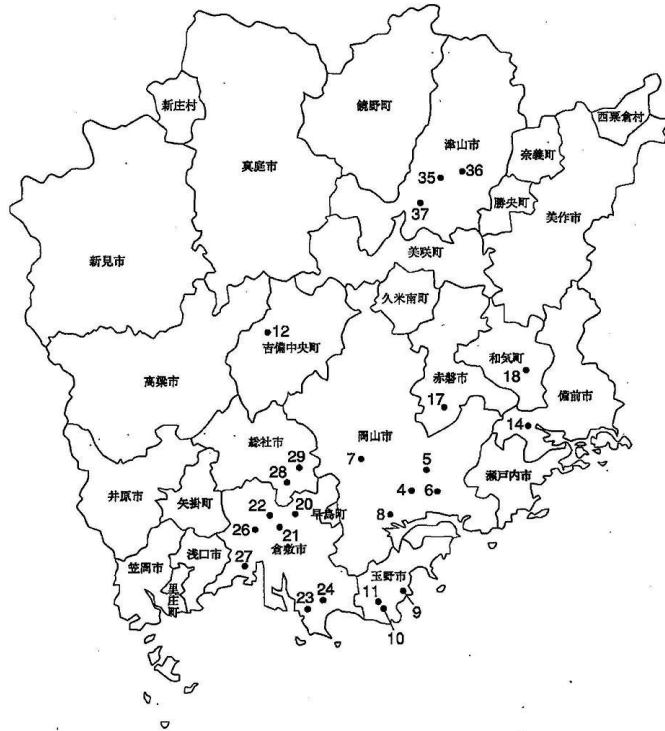 新庄村
鏡野町
西粟倉村
真庭市
津山市
奈義町
35
36
勝央町
37
美作市
新見市
美咲町
久米南町
12
吉備中央町
和気町
18
高梁市
赤磐市
備前市
17
14
総社市
岡山市
29
7
5
瀬戸内市
28
井原市
矢掛町
4
6
22
20
早島町
8
26
21
倉敷市
浅口市
27
笠岡市
里庄町
玉野市
24
11
23
9
10